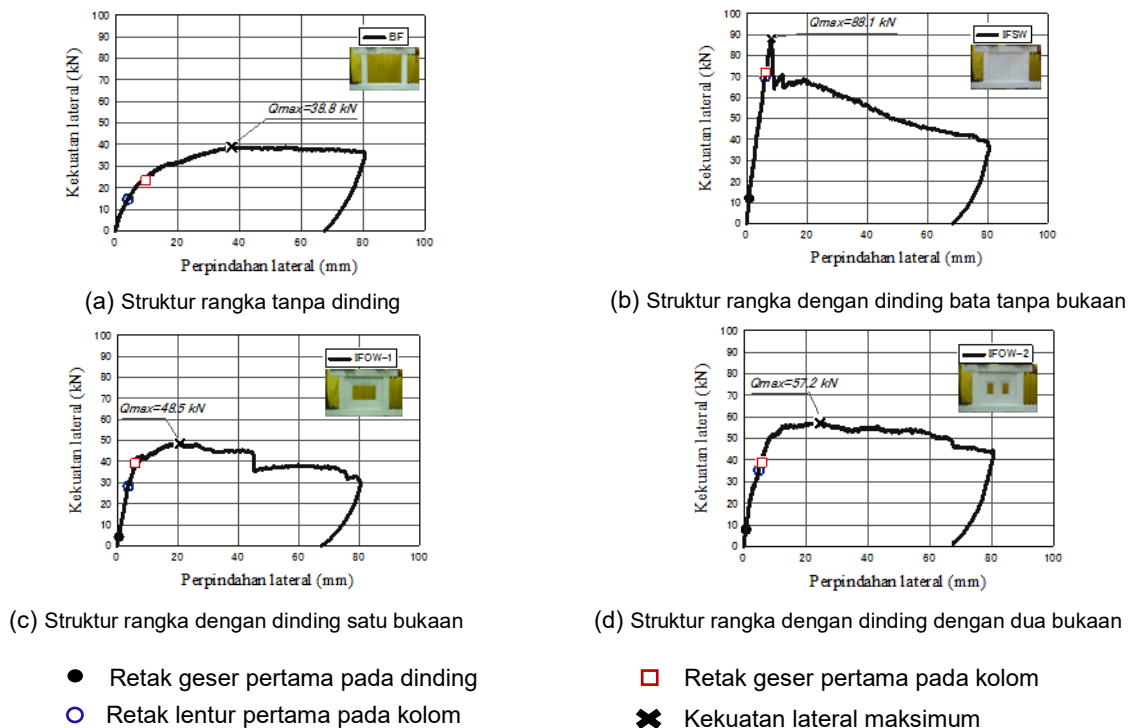 Qmax=38.8 kN
BF
Kekuatan lateral (kN)
100
90
80
70
60
50
40
30
20
10
0
0 20 40 60 80 100
Perpindahan lateral (mm)
(a) Struktur rangka tanpa dinding
Qmax=88.1 kN
IFSW
Kekuatan lateral (kN)
100
90
80
70
60
50
40
30
20
10
0
0 20 40 60 80 100
Perpindahan lateral (mm)
(b) Struktur rangka dengan dinding bata tanpa bukaan
Qmax=48.5 kN
IFOW-1
Kekuatan lateral (kN)
100
90
80
70
60
50
40
30
20
10
0
0 20 40 60 80 100
Perpindahan lateral (mm)
(c) Struktur rangka dengan dinding satu bukaan
Qmax=57.2 kN
IFOW-2
Kekuatan lateral (kN)
100
90
80
70
60
50
40
30
20
10
0
0 20 40 60 80 100
Perpindahan lateral (mm)
(d) Struktur rangka dengan dinding dengan dua bukaan
Retak geser pertama pada dinding
Retak lentur pertama pada kolom
Retak geser pertama pada kolom
Kekuatan lateral maksimum